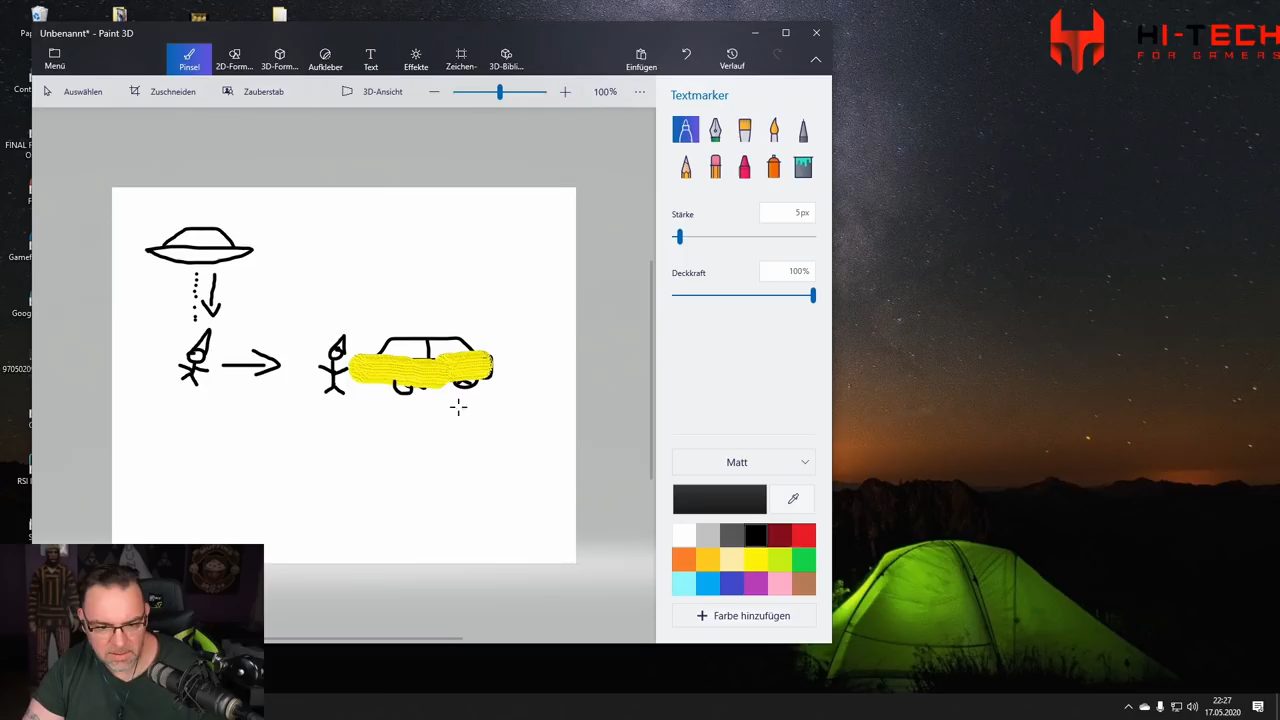 Unbenannt* - Paint 3D
Menü
Pinsel
2D-Form...
3D-Form...
Aufkleber
Text
Effekte
Zeichen-
3D-Bibli...
Einfügen
Verlauf
Auswählen
Zuschneiden
Zauberstab
3D-Ansicht
100%
Textmarker
Stärke
5px
Deckkraft
100%
Matt
Farbe hinzufügen
HI-TECH
FOR GAMERS
22:27
17.05.2020